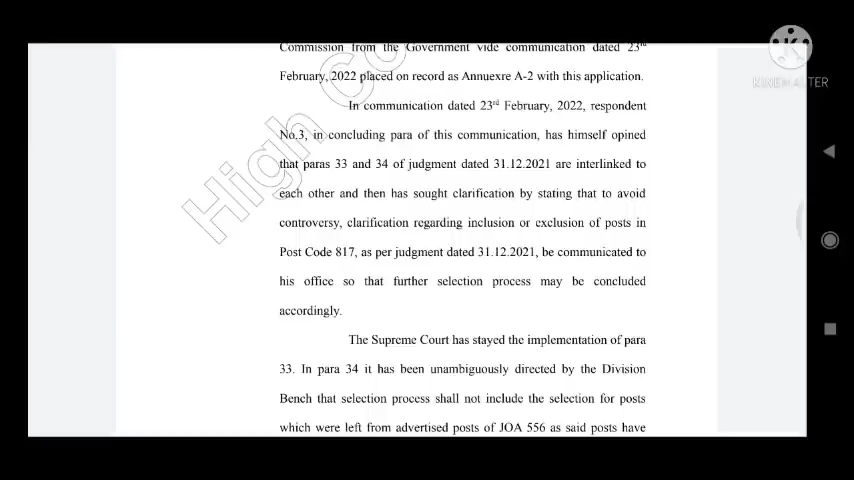 Commission from the Government vide communication dated 23rd
February, 2022 placed on record as Annuexre A-2 with this application.
In communication dated 23rd February, 2022, respondent
No.3, in concluding para of this communication, has himself opined
that paras 33 and 34 of judgment dated 31.12.2021 are interlinked to
each other and then has sought clarification by stating that to avoid
controversy, clarification regarding inclusion or exclusion of posts in
Post Code 817, as per judgment dated 31.12.2021, be communicated to
his office so that further selection process may be concluded
accordingly.
The Supreme Court has stayed the implementation of para
33. In para 34 it has been unambiguously directed by the Division
Bench that selection process shall not include the selection for posts
which were left from advertised posts of JOA 556 as said posts have
High Co
KINEMASTER